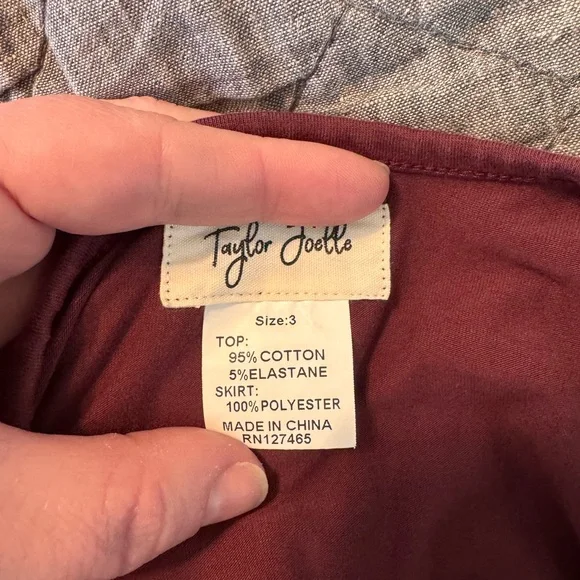 Taylor Joelle
Size:3
TOP:
95%COTTON
5%ELASTANE
SKIRT:
100%POLYESTER
MADE IN CHINA
RN127465